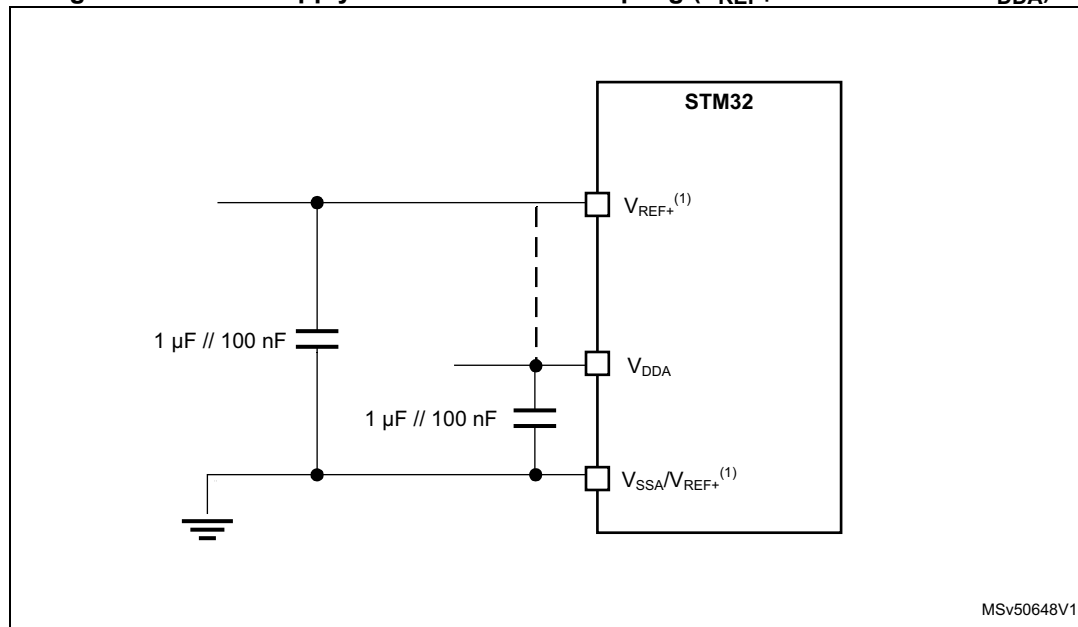 STM32
VREF+(1)
1 µF // 100 nF
VDDA
1 µF // 100 nF
VSSA/VREF+(1)
MSv50648V1